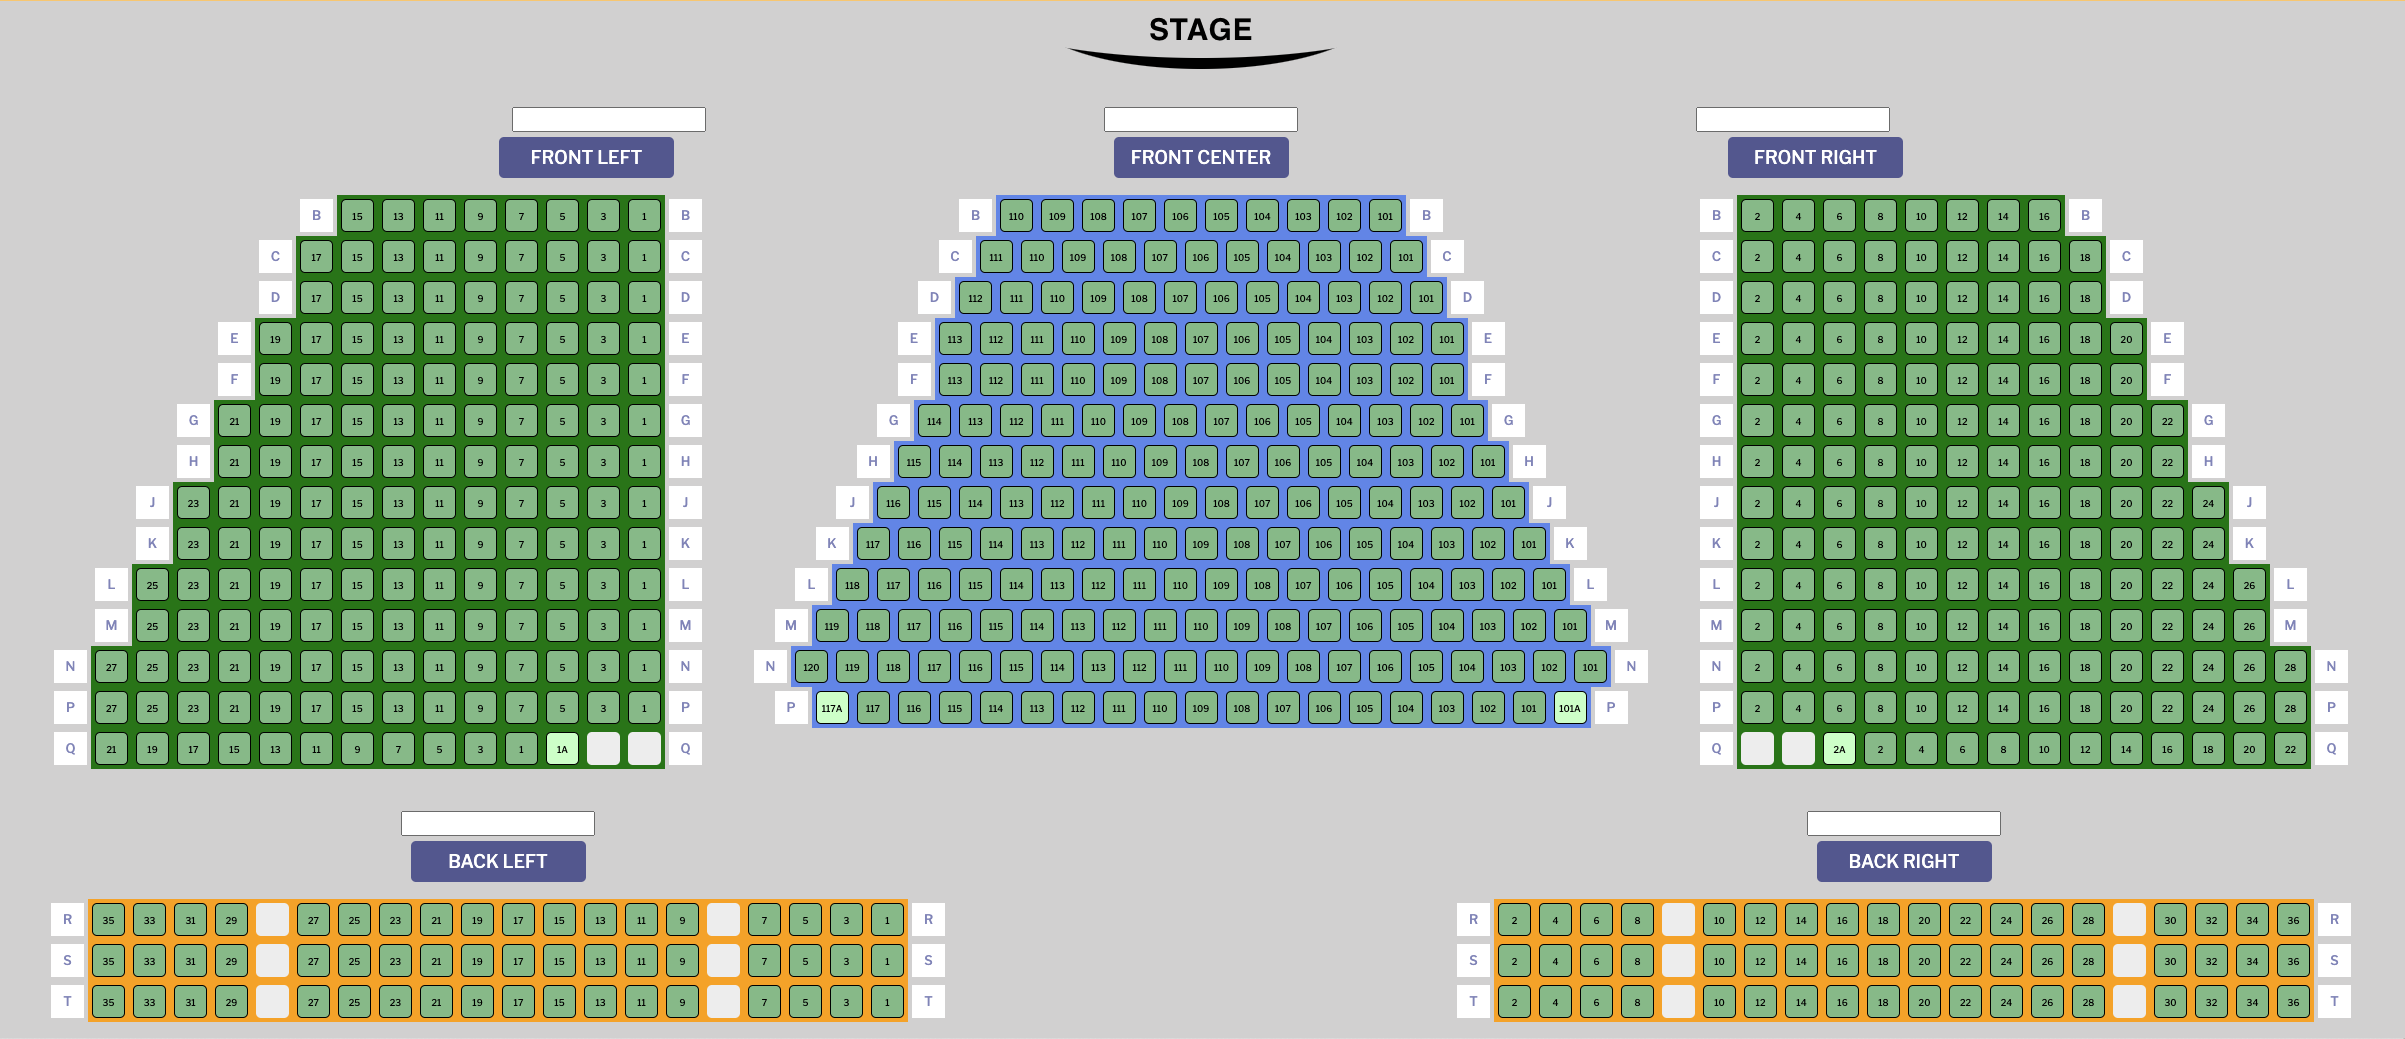 STAGE
FRONT LEFT FRONT CENTER FRONT RIGHT
B 15 13 11 9 7 5 3 1 B B 110 109 108 107 106 105 104 103 102 101 B B 2 4 6 8 10 12 14 16 B
C 17 15 13 11 9 7 5 3 1 C C 111 110 109 108 107 106 105 104 103 102 101 C C 2 4 6 8 10 12 14 16 18 C
D 17 15 13 11 9 7 5 3 1 D D 112 111 110 109 108 107 106 105 104 103 102 101 D D 2 4 6 8 10 12 14 16 18 D
E 19 17 15 13 11 9 7 5 3 1 E E 113 112 111 110 109 108 107 106 105 104 103 102 101 E E 2 4 6 8 10 12 14 16 18 20 E
F 19 17 15 13 11 9 7 5 3 1 F F 113 112 111 110 109 108 107 106 105 104 103 102 101 F F 2 4 6 8 10 12 14 16 18 20 F
G 21 19 17 15 13 11 9 7 5 3 1 G G 114 113 112 111 110 109 108 107 106 105 104 103 102 101 G G 2 4 6 8 10 12 14 16 18 20 22 G
H 21 19 17 15 13 11 9 7 5 3 1 H H 115 114 113 112 111 110 109 108 107 106 105 104 103 102 101 H H 2 4 6 8 10 12 14 16 18 20 22 H
J 23 21 19 17 15 13 11 9 7 5 3 1 J J 116 115 114 113 112 111 110 109 108 107 106 105 104 103 102 101 J J 2 4 6 8 10 12 14 16 18 20 22 24 J
K 23 21 19 17 15 13 11 9 7 5 3 1 K K 117 116 115 114 113 112 111 110 109 108 107 106 105 104 103 102 101 K K 2 4 6 8 10 12 14 16 18 20 22 24 K
L 25 23 21 19 17 15 13 11 9 7 5 3 1 L L 118 117 116 115 114 113 112 111 110 109 108 107 106 105 104 103 102 101 L L 2 4 6 8 10 12 14 16 18 20 22 24 26 L
M 25 23 21 19 17 15 13 11 9 7 5 3 1 M M 119 118 117 116 115 114 113 112 111 110 109 108 107 106 105 104 103 102 101 M M 2 4 6 8 10 12 14 16 18 20 22 24 26 M
N 27 25 23 21 19 17 15 13 11 9 7 5 3 1 N N 120 119 118 117 116 115 114 113 112 111 110 109 108 107 106 105 104 103 102 101 N N 2 4 6 8 10 12 14 16 18 20 22 24 26 28 N
P 27 25 23 21 19 17 15 13 11 9 7 5 3 1 P P 117A 117 116 115 114 113 112 111 110 109 108 107 106 105 104 103 102 101 101A P P 2 4 6 8 10 12 14 16 18 20 22 24 26 28 P
Q 21 19 17 15 13 11 9 7 5 3 1 1A Q Q 2A 2 4 6 8 10 12 14 16 18 20 22 Q
BACK LEFT BACK RIGHT
R 35 33 31 29 27 25 23 21 19 17 15 13 11 9 7 5 3 1 R R 2 4 6 8 10 12 14 16 18 20 22 24 26 28 30 32 34 36 R
S 35 33 31 29 27 25 23 21 19 17 15 13 11 9 7 5 3 1 S S 2 4 6 8 10 12 14 16 18 20 22 24 26 28 30 32 34 36 S
T 35 33 31 29 27 25 23 21 19 17 15 13 11 9 7 5 3 1 T T 2 4 6 8 10 12 14 16 18 20 22 24 26 28 30 32 34 36 T